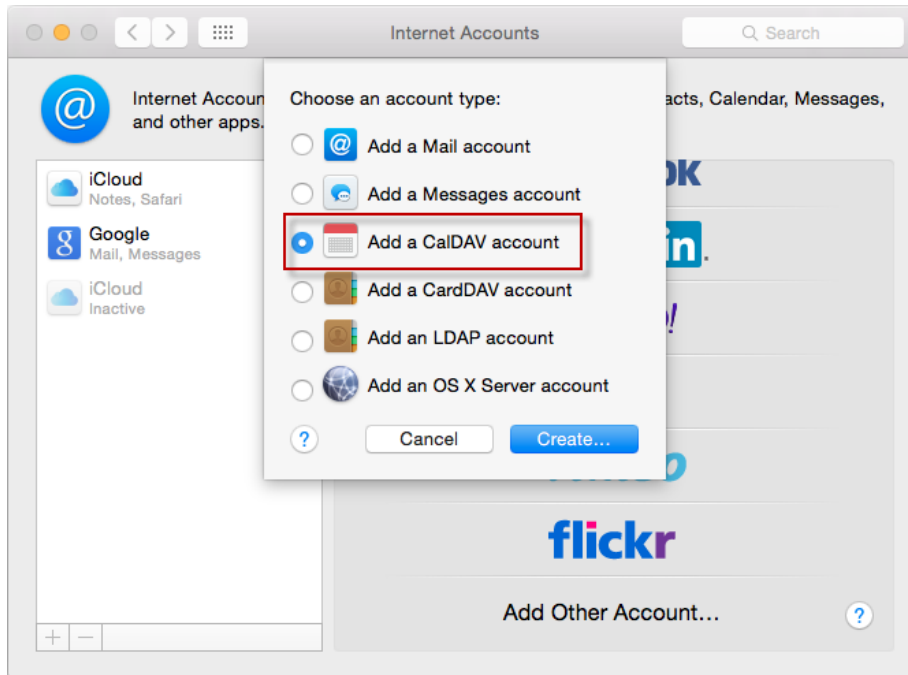 Internet Accounts
Search
Internet Accoun
acts, Calendar, Messages,
and other apps.
iCloud
Notes, Safari
Google
Mail, Messages
iCloud
Inactive
Choose an account type:
@ Add a Mail account
Add a Messages account
Add a CalDAV account
Add a CardDAV account
Add an LDAP account
Add an OS X Server account
? Cancel Create...
in.
flickr
Add Other Account...
?